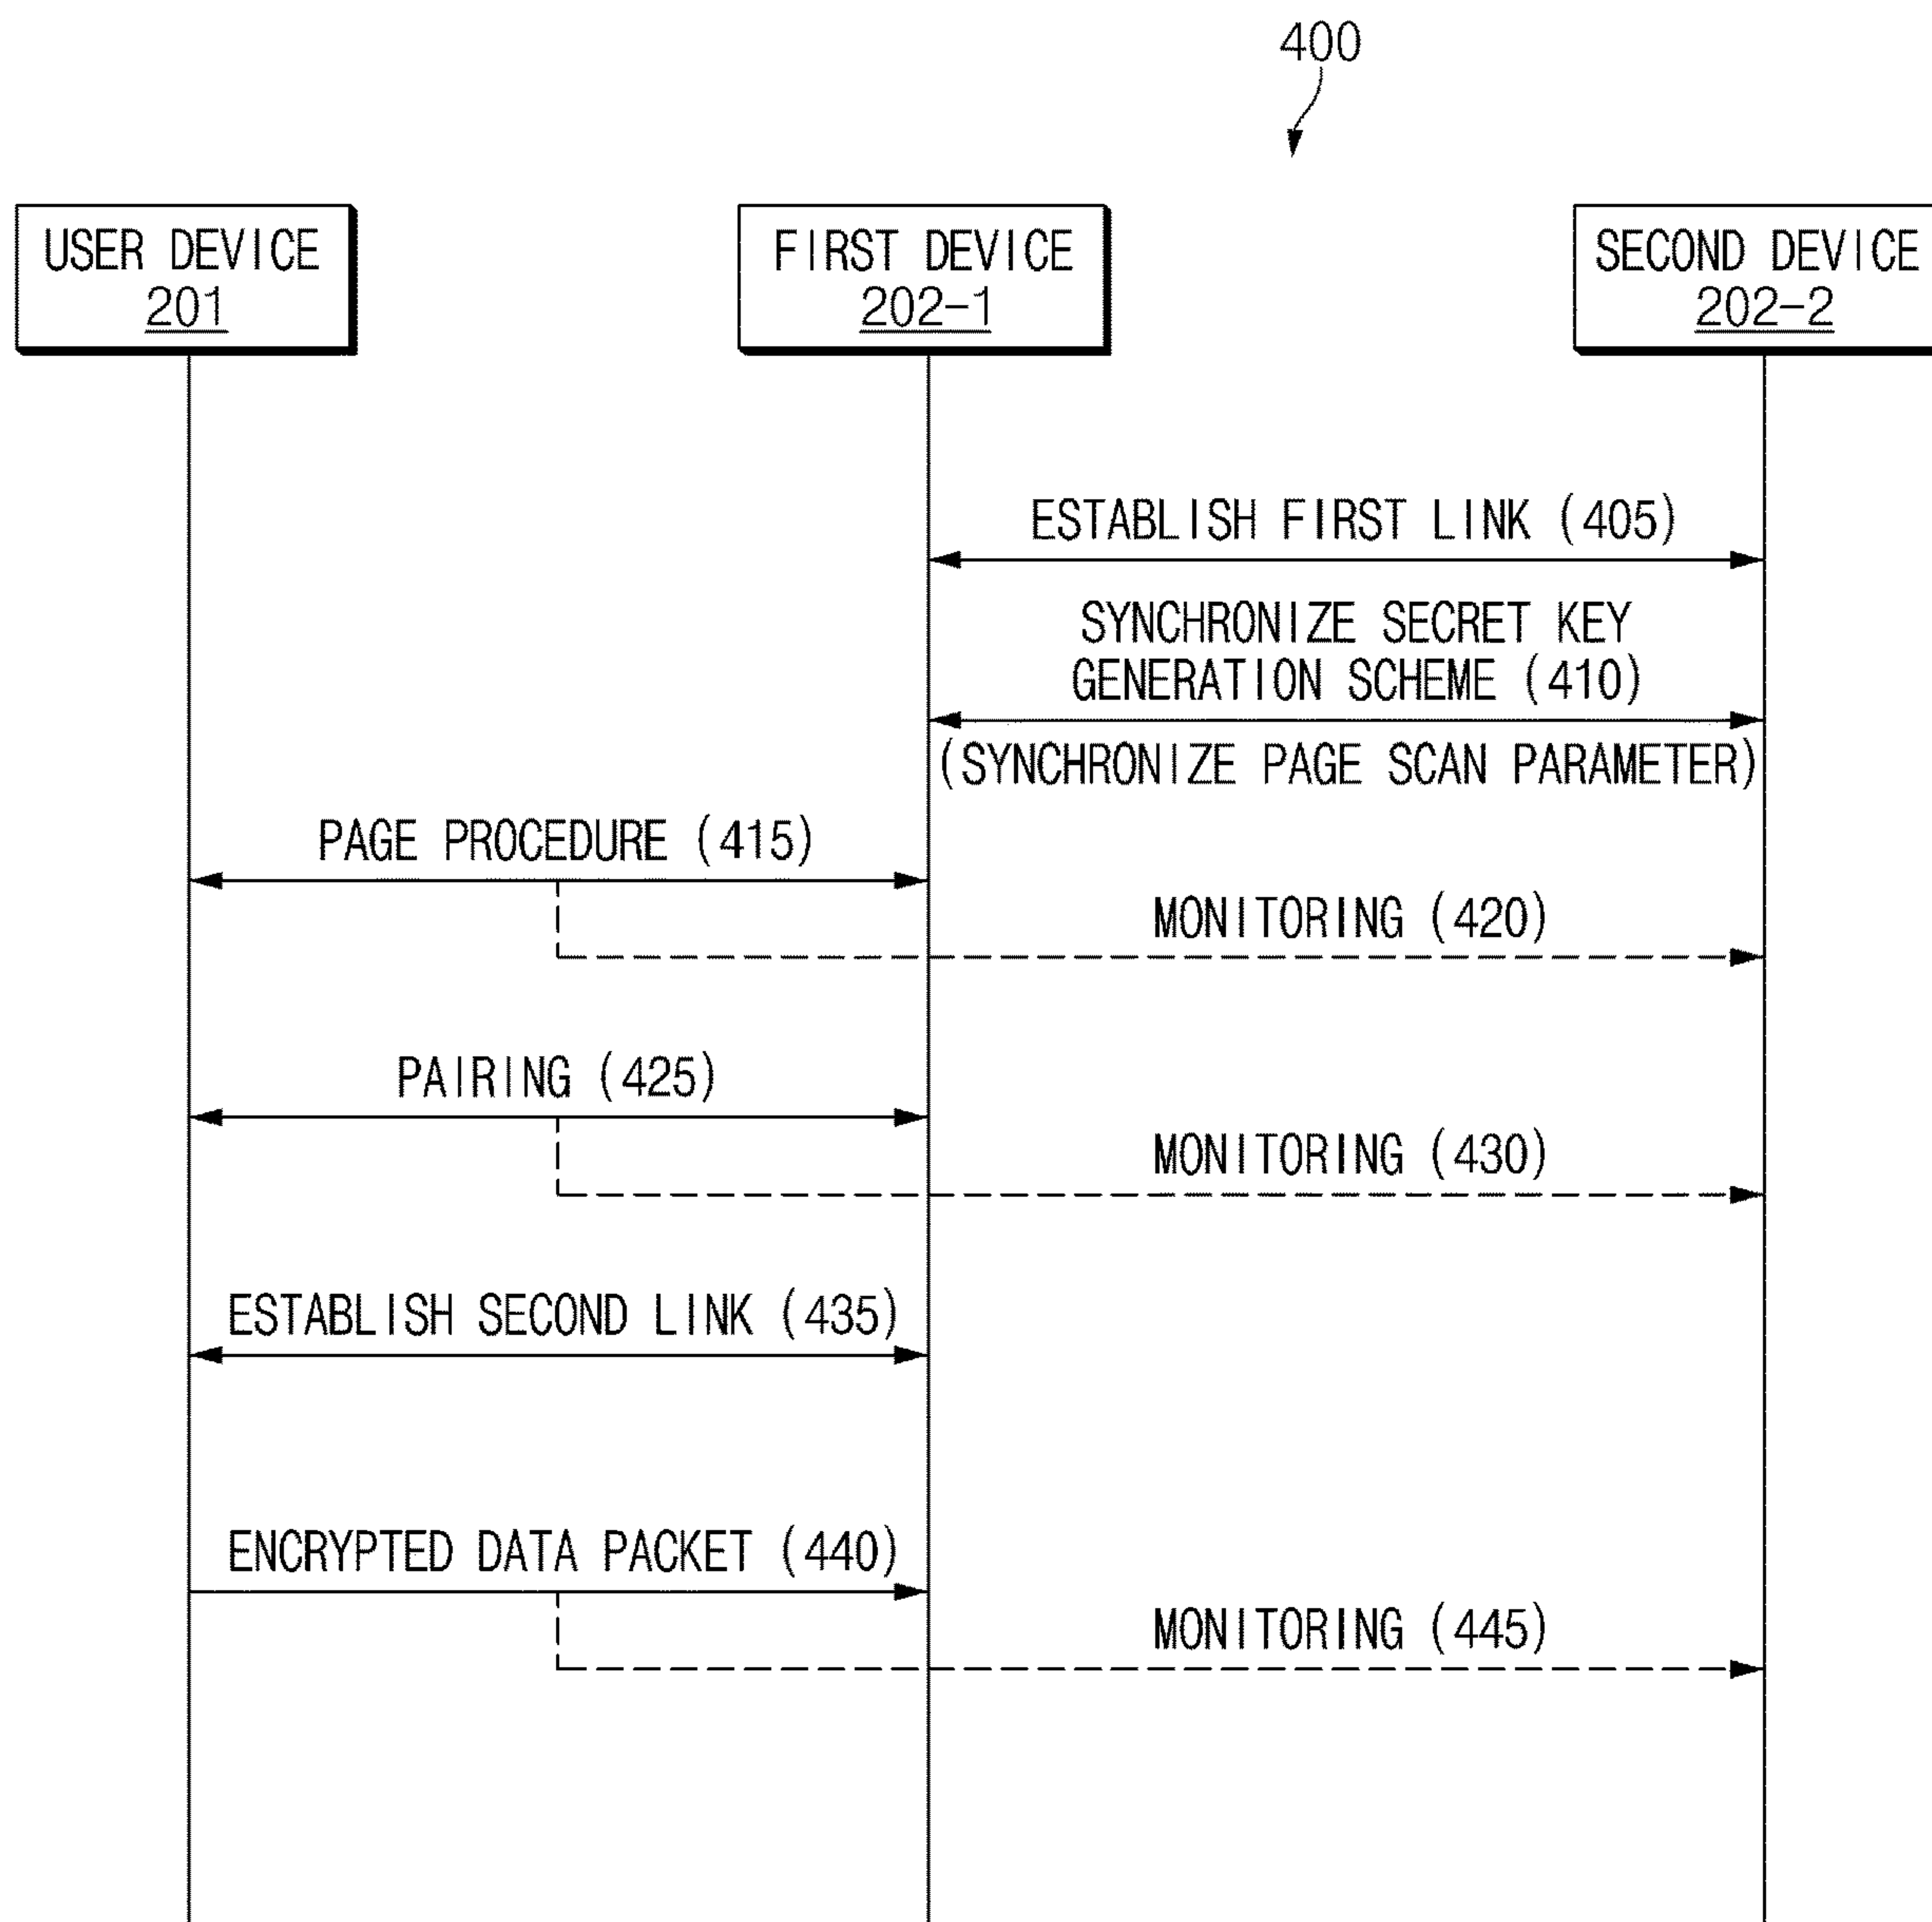 400
USER DEVICE
201
FIRST DEVICE
202-1
SECOND DEVICE
202-2
ESTABLISH FIRST LINK (405)
SYNCHRONIZE SECRET KEY
GENERATION SCHEME (410)
(SYNCHRONIZE PAGE SCAN PARAMETER)
PAGE PROCEDURE (415)
MONITORING (420)
PAIRING (425)
MONITORING (430)
ESTABLISH SECOND LINK (435)
ENCRYPTED DATA PACKET (440)
MONITORING (445)